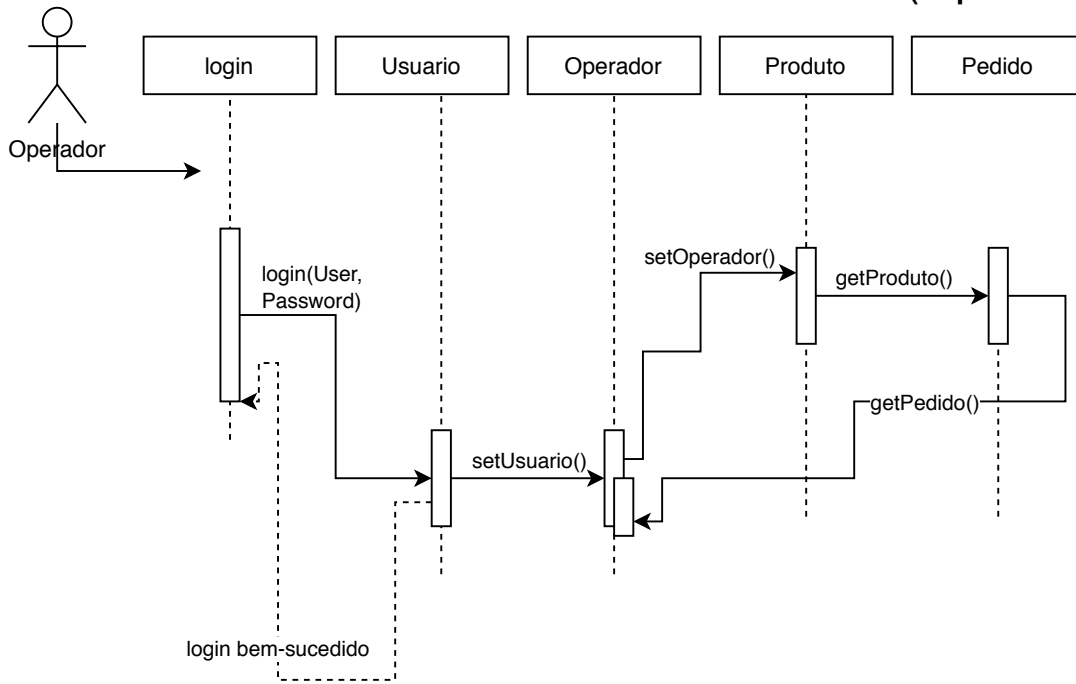 login
Usuario
Operador
Produto
Pedido
Operador
setOperador()
login(User,
Password)
getProduto()
getPedido()
setUsuario()
login bem-sucedido